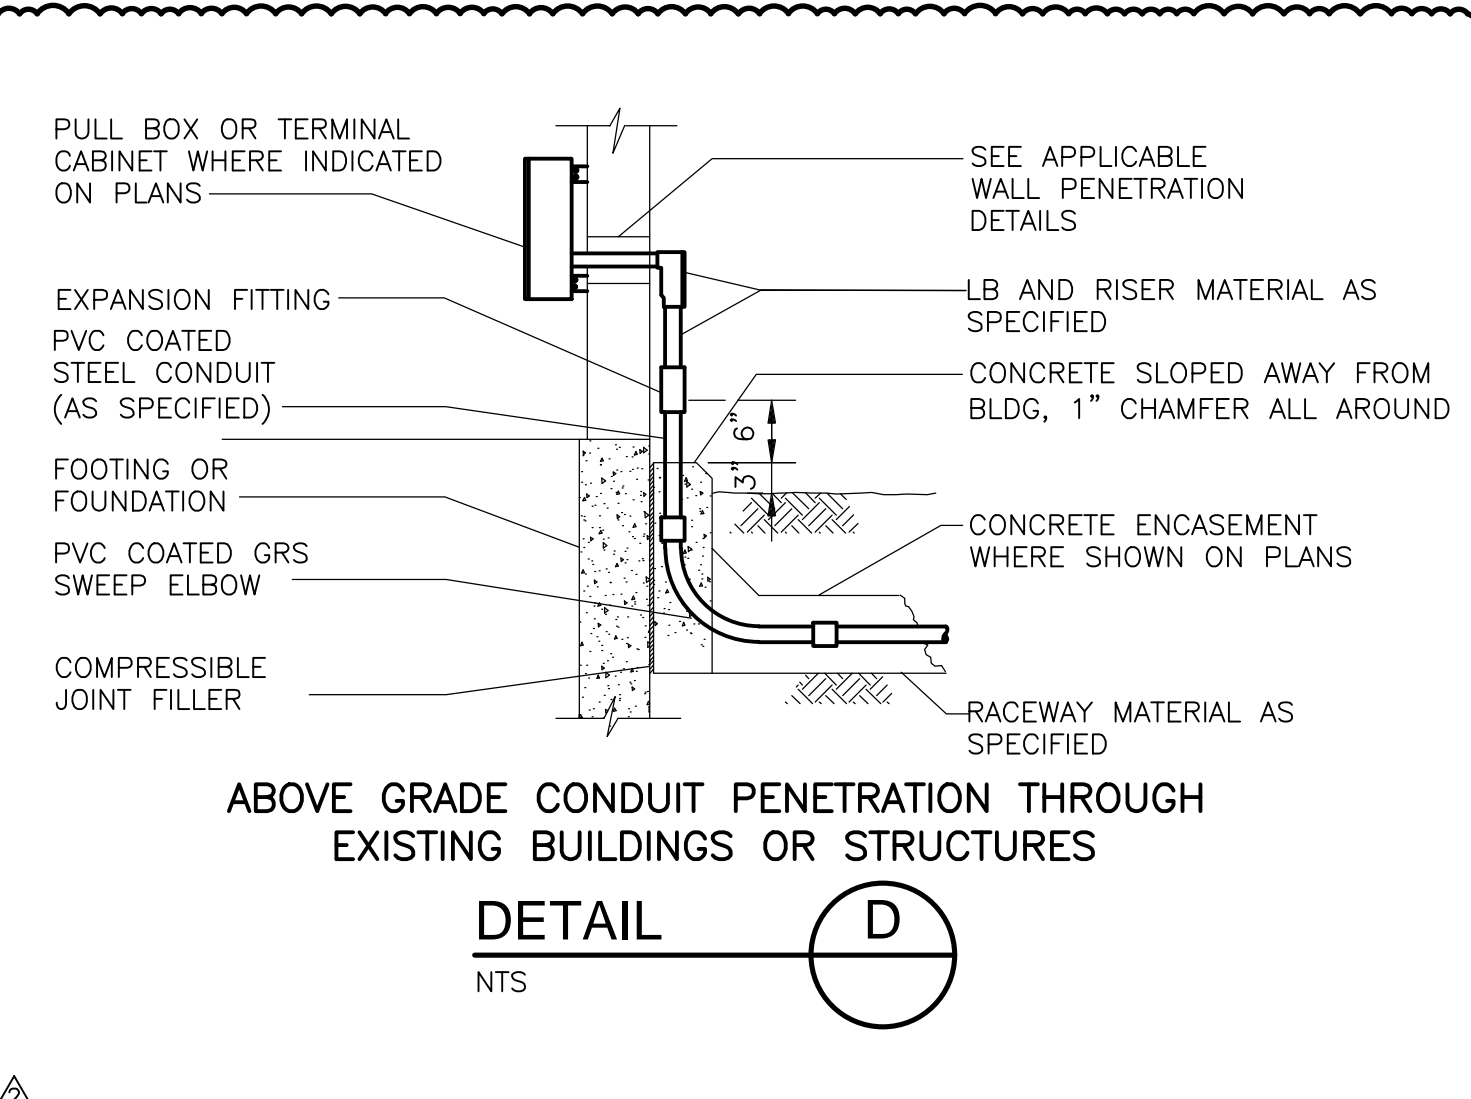 PULL BOX OR TERMINAL
CABINET WHERE INDICATED
ON PLANS
EXPANSION FITTING
PVC COATED
STEEL CONDUIT
(AS SPECIFIED)
FOOTING OR
FOUNDATION
PVC COATED GRS
SWEEP ELBOW
COMPRESSIBLE
JOINT FILLER
6"
3"
SEE APPLICABLE
WALL PENETRATION
DETAILS
LB AND RISER MATERIAL AS
SPECIFIED
CONCRETE SLOPED AWAY FROM
BLDG, 1" CHAMFER ALL AROUND
CONCRETE ENCASEMENT
WHERE SHOWN ON PLANS
RACEWAY MATERIAL AS
SPECIFIED
ABOVE GRADE CONDUIT PENETRATION THROUGH
EXISTING BUILDINGS OR STRUCTURES
DETAIL
D
NTS
2